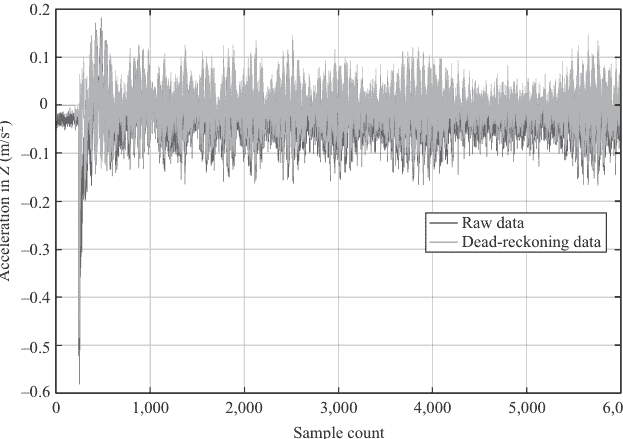 0.2
0.1
0
–0.1
–0.2
–0.3
–0.4
–0.5
–0.6
Acceleration in Z (m/s²)
Raw data
Dead-reckoning data
0 1,000 2,000 3,000 4,000 5,000 6,0
Sample count